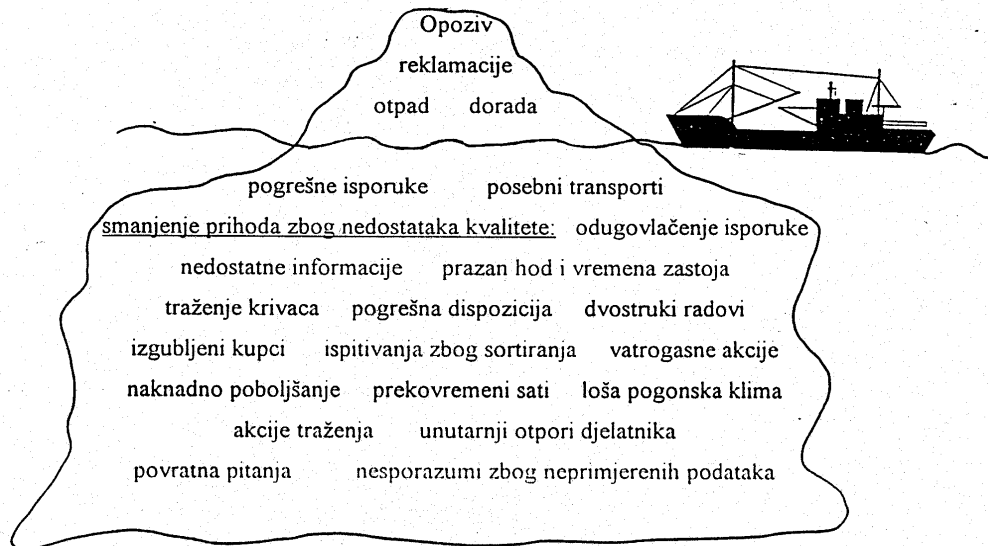 Opoziv
reklamacije
otpad dorada
pogrešne isporuke posebni transporti
smanjenje prihoda zbog nedostataka kvalitete: odugovlačenje isporuke
nedostatne informacije prazan hod i vremena zastoja
traženje krivaca pogrešna dispozicija dvostruki radovi
izgubljeni kupci ispitivanja zbog sortiranja vatrogasne akcije
naknadno poboljšanje prekovremeni sati loša pogonska klima
akcije traženja unutarnji otpori djelatnika
povratna pitanja nesporazumi zbog neprimjerenih podataka